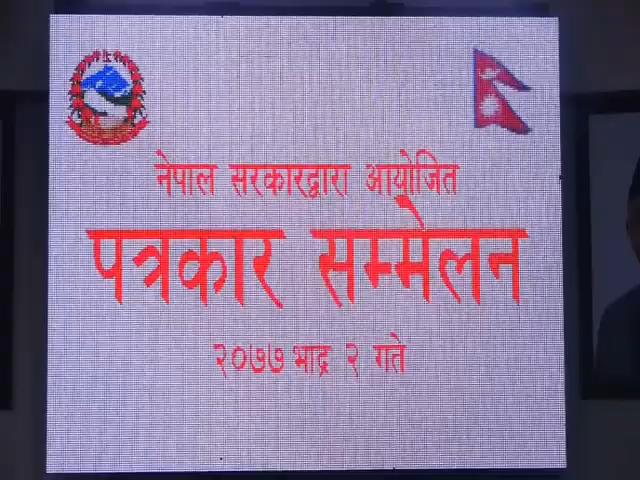 नेपाल सरकारद्वारा आयोजित
पत्रकार सम्मेलन
२०७७ भाद्र २ गते